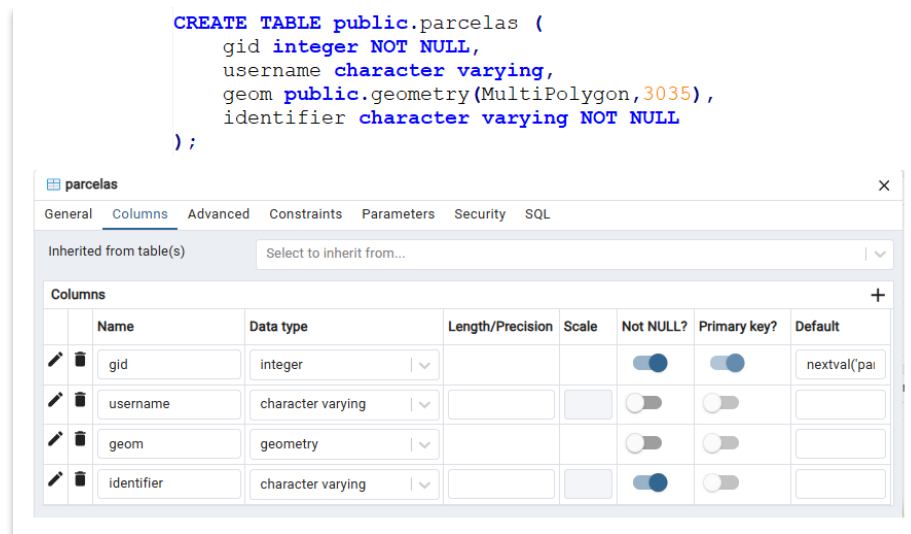 CREATE TABLE public.parcelas (
gid integer NOT NULL,
username character varying,
geom public.geometry(MultiPolygon,3035),
identifier character varying NOT NULL
);
parcelas
General Columns Advanced Constraints Parameters Security SQL
Inherited from table(s) Select to inherit from...
Columns
Name Data type Length/Precision Scale Not NULL? Primary key? Default
gid integer nextval('pai
username character varying
geom geometry
identifier character varying